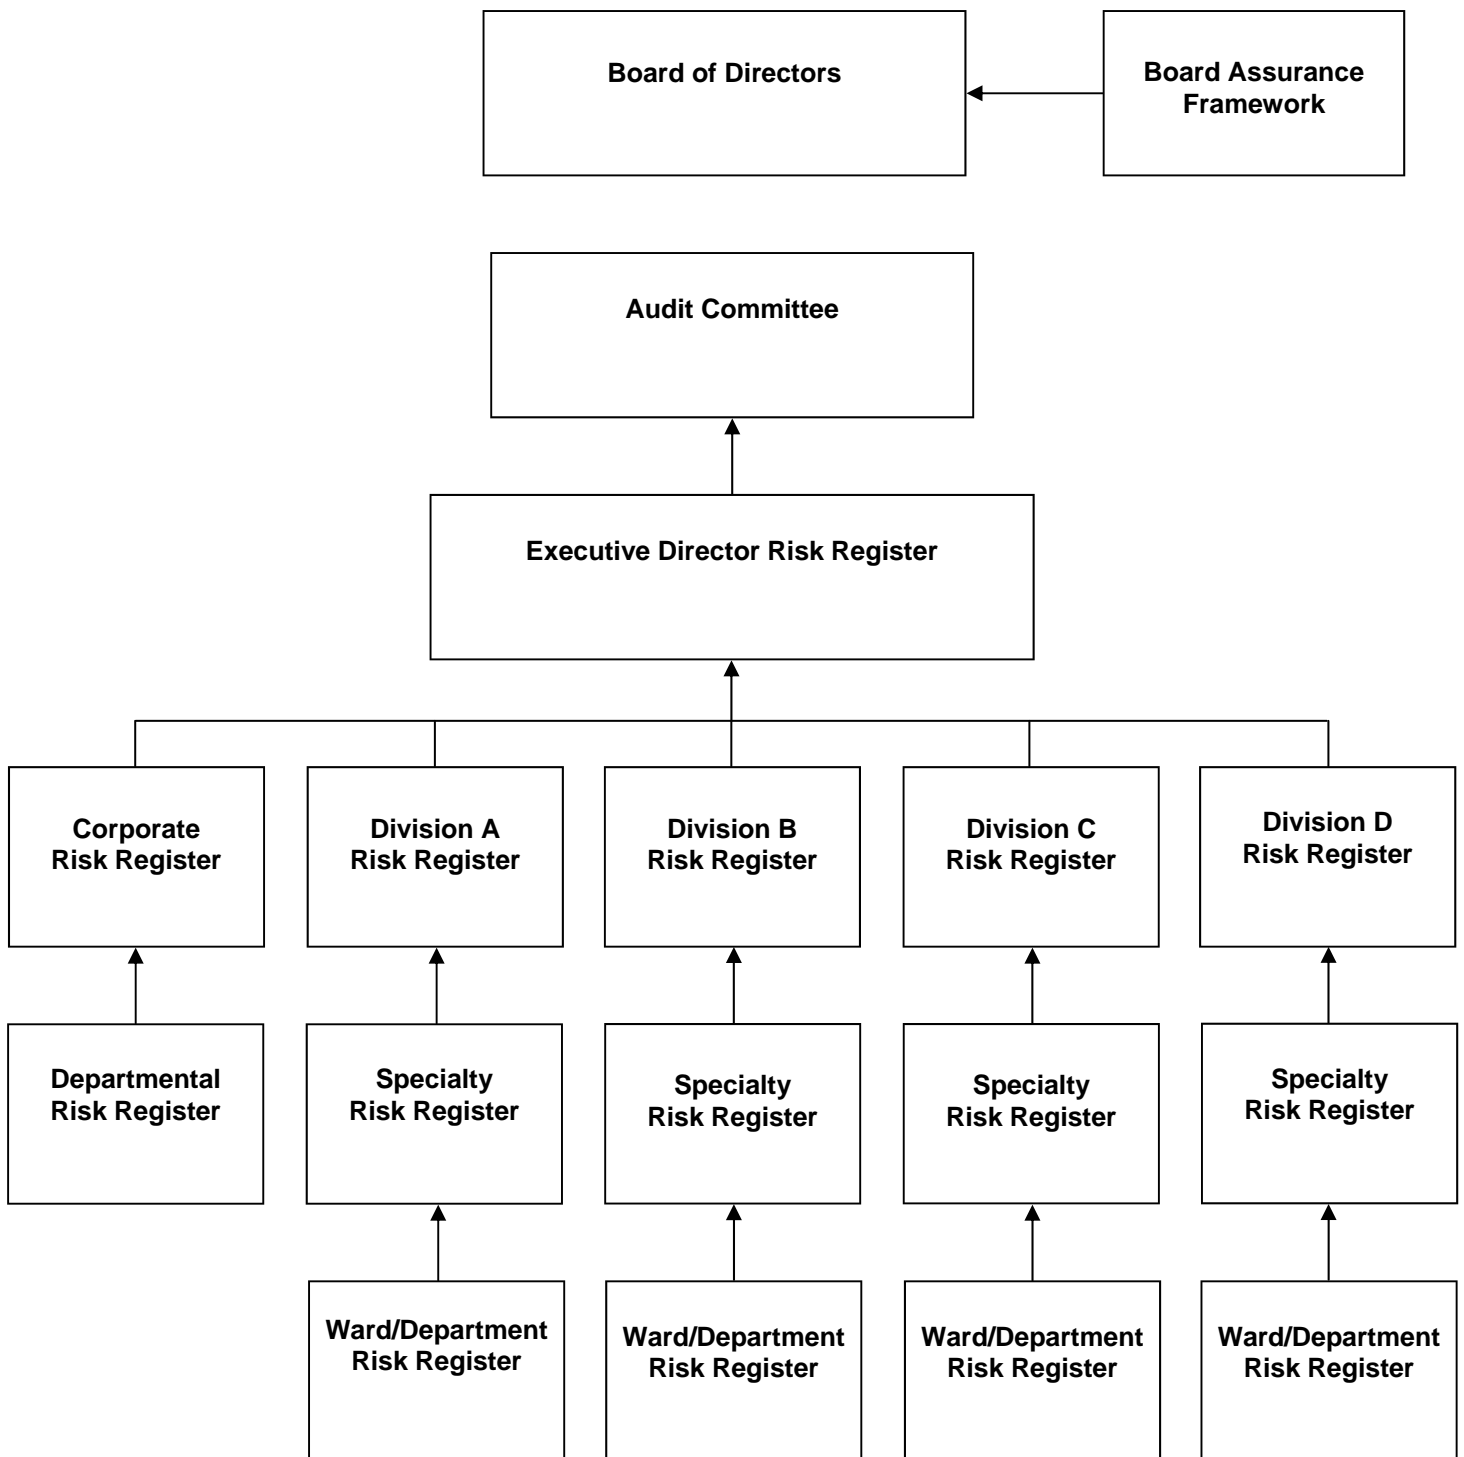 Board of Directors
Board Assurance
Framework
Audit Committee
Executive Director Risk Register
Corporate
Risk Register
Division A
Risk Register
Division B
Risk Register
Division C
Risk Register
Division D
Risk Register
Departmental
Risk Register
Specialty
Risk Register
Specialty
Risk Register
Specialty
Risk Register
Specialty
Risk Register
Ward/Department
Risk Register
Ward/Department
Risk Register
Ward/Department
Risk Register
Ward/Department
Risk Register